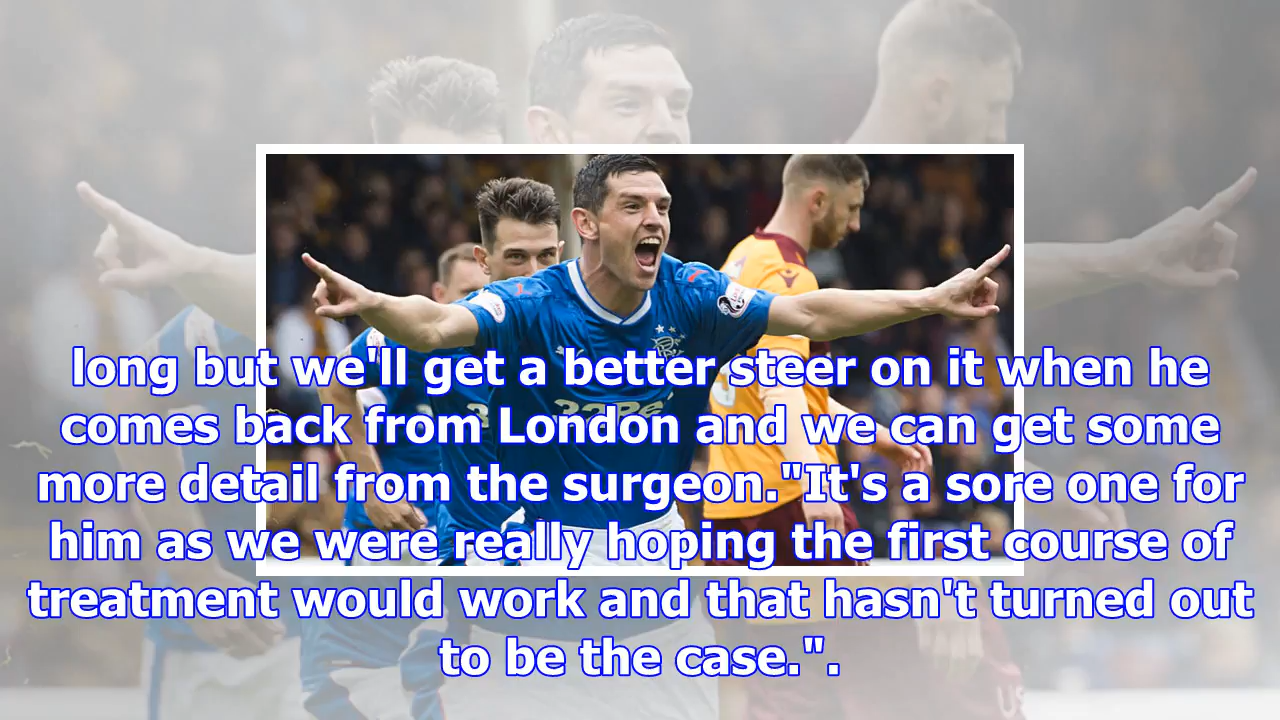 long but we'll get a better steer on it when he
comes back from London and we can get some
more detail from the surgeon."It's a sore one for
him as we were really hoping the first course of
treatment would work and that hasn't turned out
to be the case.".